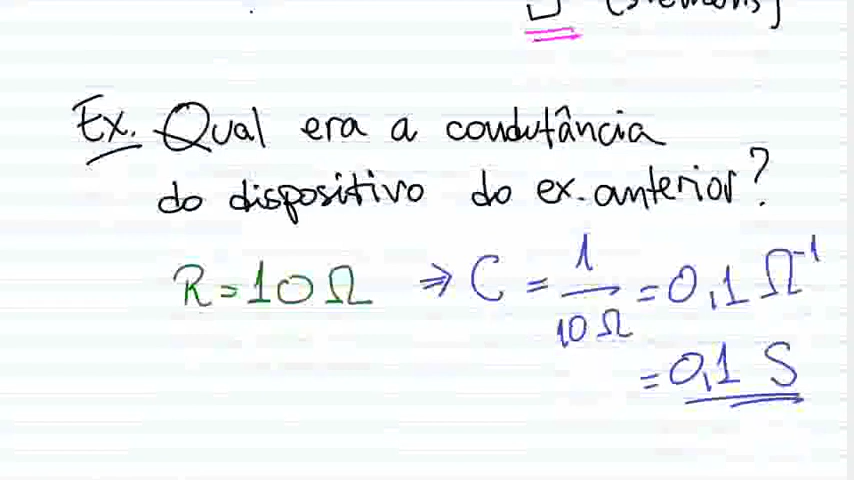 Ex. Qual era a condutância
do dispositivo do ex. anterior?
R = 10 Ω ⇒ C = 1/10 Ω = 0,1 Ω⁻¹
= 0,1 S